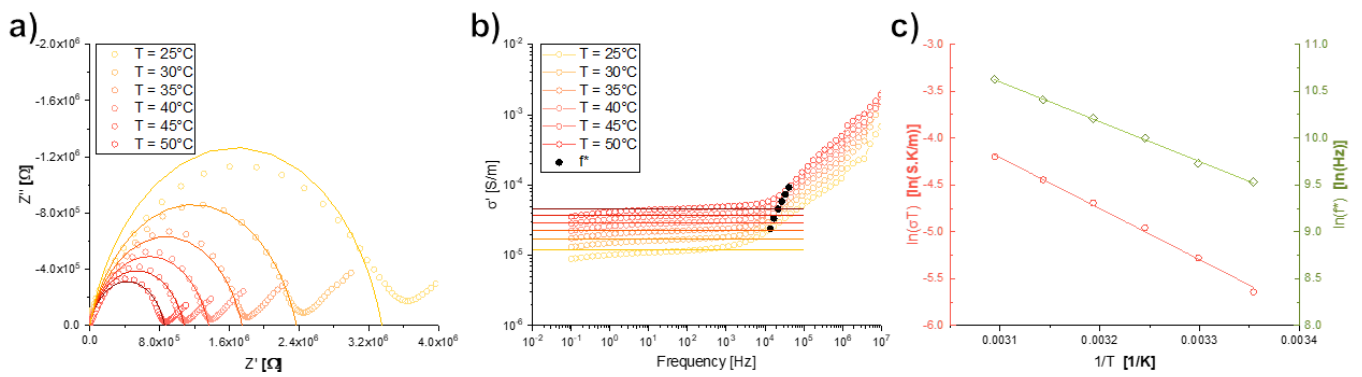 a)
-2.0x10⁶
-1.6x10⁶
-1.2x10⁶
-8.0x10⁵
-4.0x10⁵
0.0
Z'' [Ω]
T = 25°C
T = 30°C
T = 35°C
T = 40°C
T = 45°C
T = 50°C
0.0 8.0x10⁵ 1.6x10⁶ 2.4x10⁶ 3.2x10⁶ 4.0x10⁶
Z' [Ω]
b)
10⁻²
10⁻³
10⁻⁴
10⁻⁵
10⁻⁶
σ' [S/m]
T = 25°C
T = 30°C
T = 35°C
T = 40°C
T = 45°C
T = 50°C
f*
10⁻² 10⁻¹ 10⁰ 10¹ 10² 10³ 10⁴ 10⁵ 10⁶ 10⁷
Frequency [Hz]
c)
-3.0
-3.5
-4.0
-4.5
-5.0
-5.5
-6.0
ln(σT) [ln(S.K/m)]
11.0
10.5
10.0
9.5
9.0
8.5
8.0
ln(f*) [ln(Hz)]
0.0031 0.0032 0.0033 0.0034
1/T [1/K]